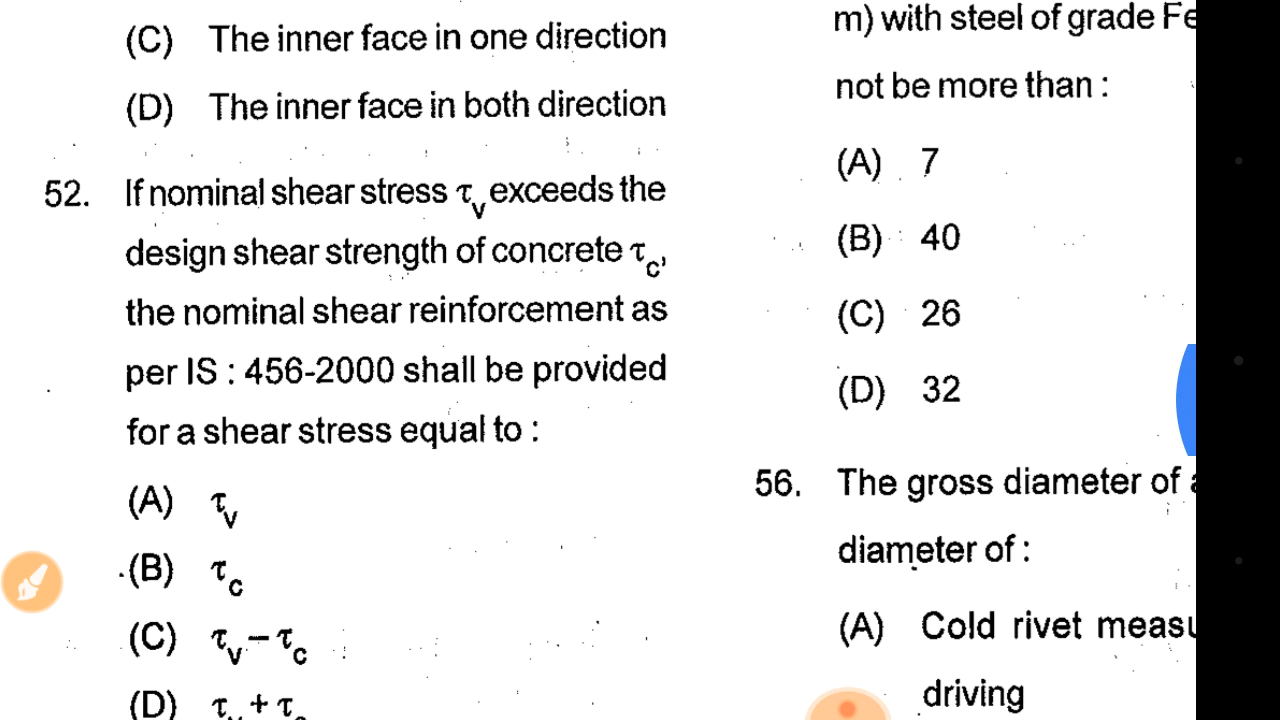 (C) The inner face in one direction
(D) The inner face in both direction
52. If nominal shear stress τv exceeds the
design shear strength of concrete τc,
the nominal shear reinforcement as
per IS : 456-2000 shall be provided
for a shear stress equal to :
(A) τv
(B) τc
(C) τv – τc
(D) τv + τc
m) with steel of grade Fe
not be more than :
(A) 7
(B) 40
(C) 26
(D) 32
56. The gross diameter of
diameter of :
(A) Cold rivet meas
driving